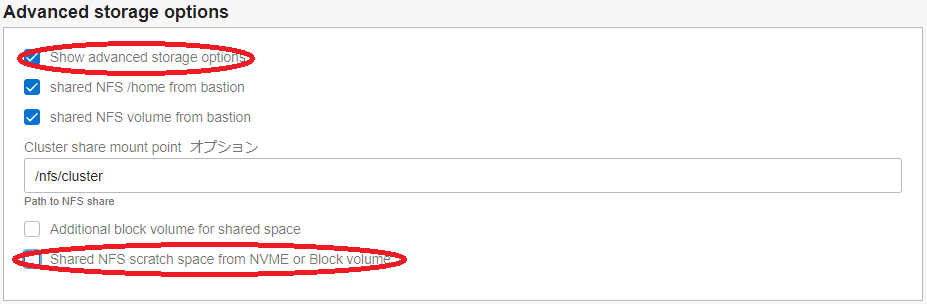 Advanced storage options
Show advanced storage options
shared NFS /home from bastion
shared NFS volume from bastion
Cluster share mount point オプション
/nfs/cluster
Path to NFS share
Additional block volume for shared space
Shared NFS scratch space from NVME or Block volume